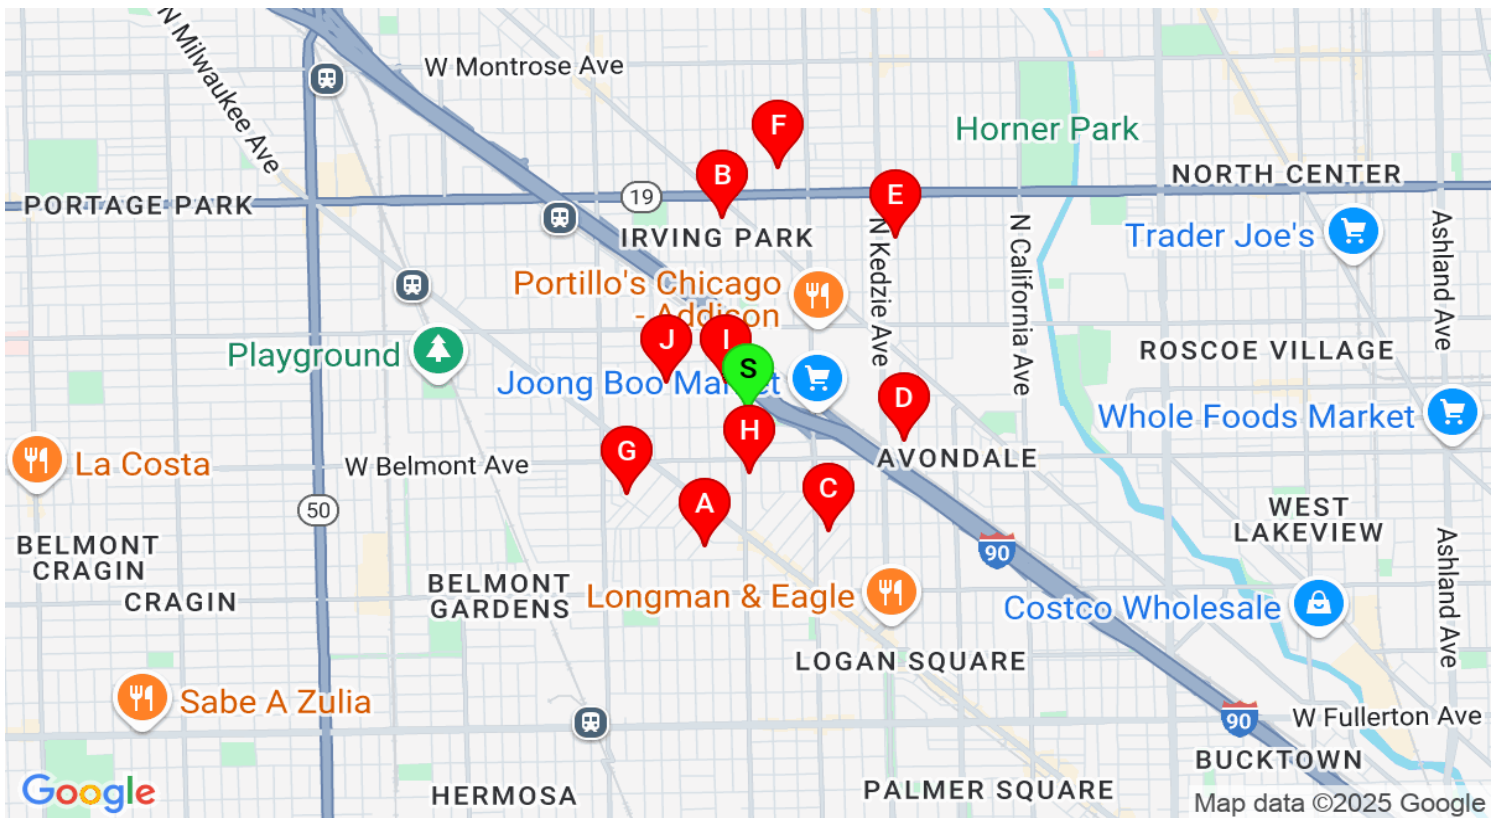 N Milwaukee Ave
W Montrose Ave
F
Horner Park
B
NORTH CENTER
E
19
PORTAGE PARK
IRVING PARK
N Kedzie Ave
N California Ave
Trader Joe's
Ashland Ave
Portillo's Chicago
- Addison
J
I
Playground
ROSCOE VILLAGE
S
Joong Boo Market
D
Whole Foods Market
H
G
W Belmont Ave
AVONDALE
La Costa
C
A
50
WEST
LAKEVIEW
BELMONT
CRAGIN
90
Ashland Ave
CRAGIN
BELMONT
GARDENS
Longman & Eagle
Costco Wholesale
LOGAN SQUARE
Sabe A Zulia
90
W Fullerton Ave
BUCKTOWN
Google
HERMOSA
PALMER SQUARE
Map data ©2025 Google